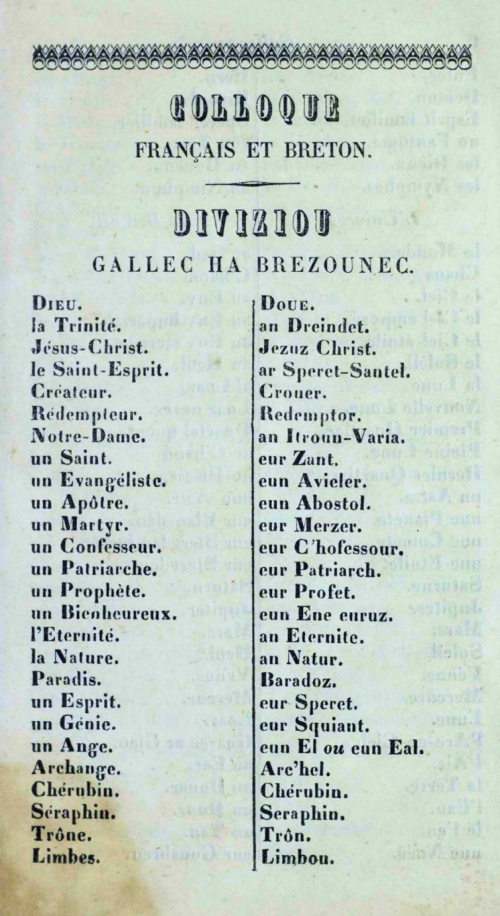 COLLOQUE
FRANÇAIS ET BRETON.
DIVIZIOU
GALLEC HA BREZOUNEC.
DIEU.
la Trinité.
Jésus-Christ.
le Saint-Esprit.
Créateur.
Rédempteur.
Notre-Dame.
un Saint.
un Evangéliste.
un Apôtre.
un Martyr.
un Confesseur.
un Patriarche.
un Prophète.
un Bienheureux.
l'Eternité.
la Nature.
Paradis.
un Esprit.
un Génie.
un Ange.
Archange.
Chérubin.
Séraphin.
Trône.
Limbes.
DOUE.
an Dreindet.
Jezuz Christ.
ar Speret-Santel.
Crouer.
Redemptor.
an Itroun-Varia.
eur Zant.
eun Avieler.
eun Abostol.
eur Merzer.
eur C'hofessour.
eur Patriarch.
eur Profet.
eun Ene euruz.
an Eternite.
an Natur.
Baradoz.
eur Speret.
eur Squiant.
eun El ou eun Eal.
Arc'hel.
Chérubin.
Seraphin.
Trôn.
Limbou.